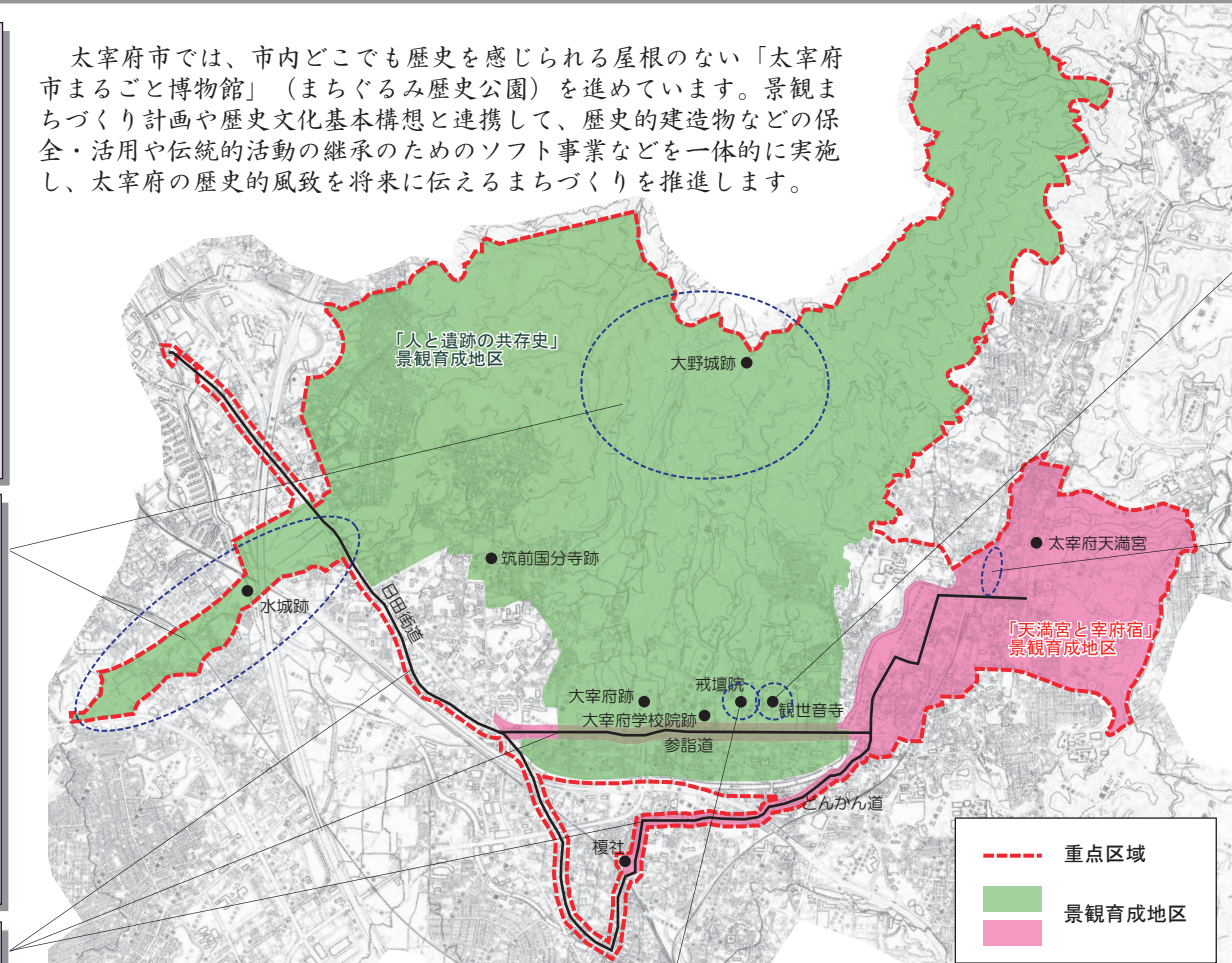 太宰府市では、市内どこでも歴史を感じられる屋根のない「太宰府
市まるごと博物館」（まちぐるみ歴史公園）を進めています。景観ま
ちづくり計画や歴史文化基本構想と連携して、歴史的建造物などの保
全・活用や伝統的活動の継承のためのソフト事業などを一体的に実施
し、太宰府の歴史的風致を将来に伝えるまちづくりを推進します。
「人と遺跡の共存史」
景観育成地区
大野城跡
筑前国分寺跡
太宰府天満宮
水城跡
日田街道
「天満宮と宰府宿」
景観育成地区
大宰府跡
戒壇院
観世音寺
大宰府学校院跡
参詣道
どんかん道
榎社
重点区域
景観育成地区